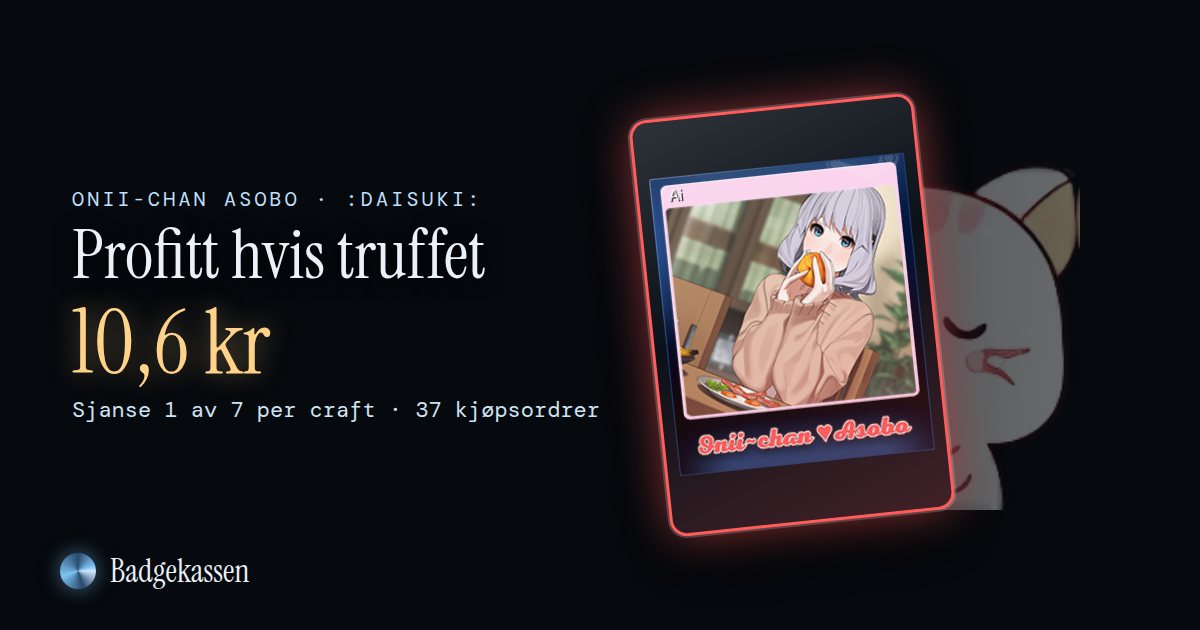 ONII-CHAN ASOBO · :DAISUKI:
Profitt hvis truffet
10,6 kr
Sjanse 1 av 7 per craft · 37 kjøpsordrer
Ai
Onii~chan ♥ Asobo
Badgekassen